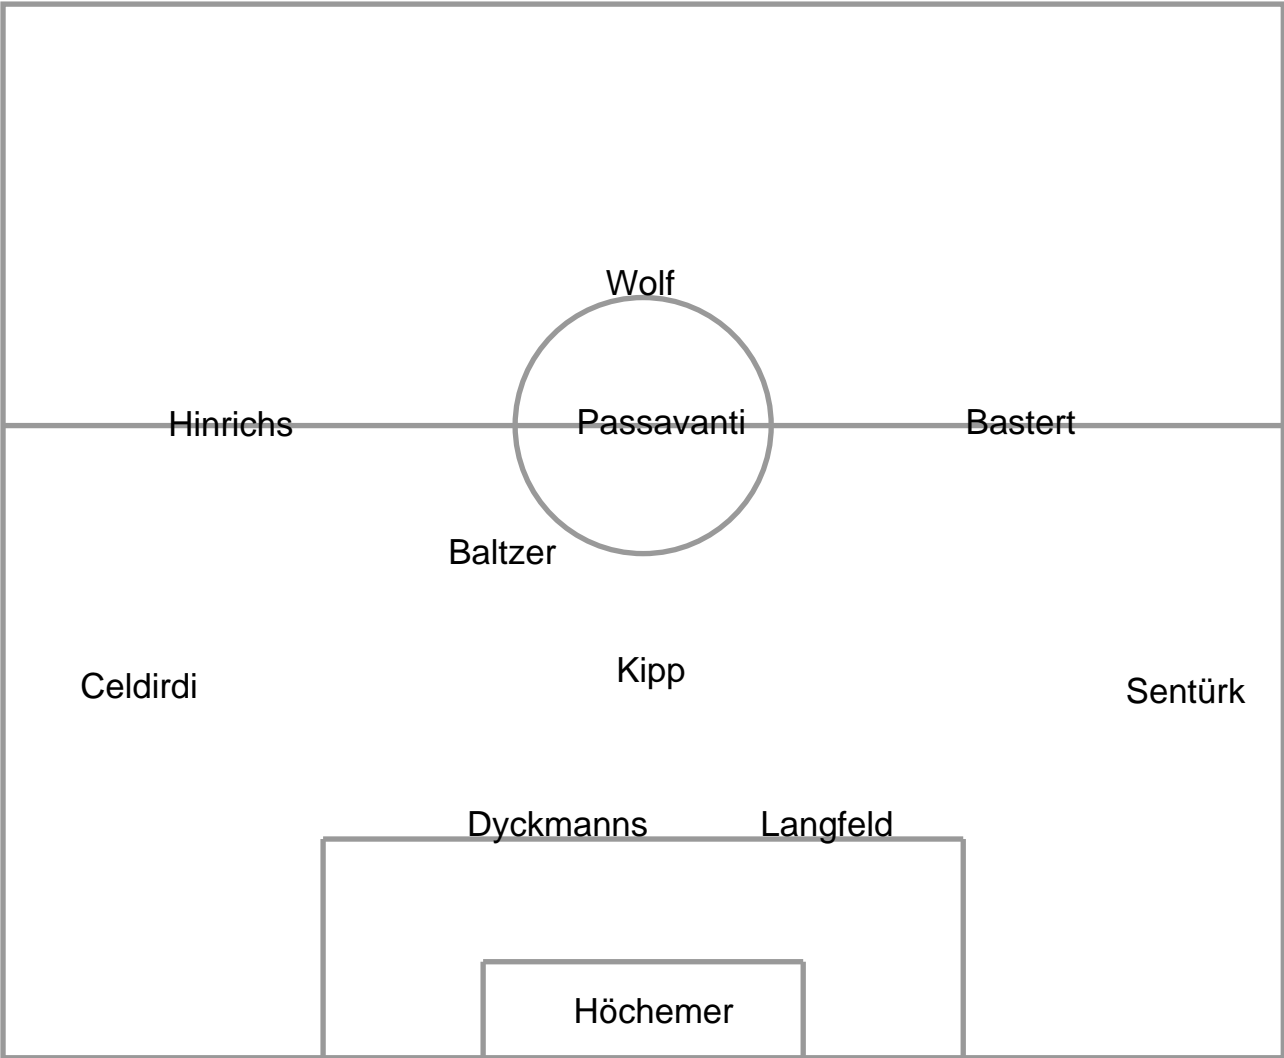 Wolf
Hinrichs Passavanti Bastert
Baltzer
Kipp
Celdirdi Sentürk
Dyckmanns Langfeld
Höchemer